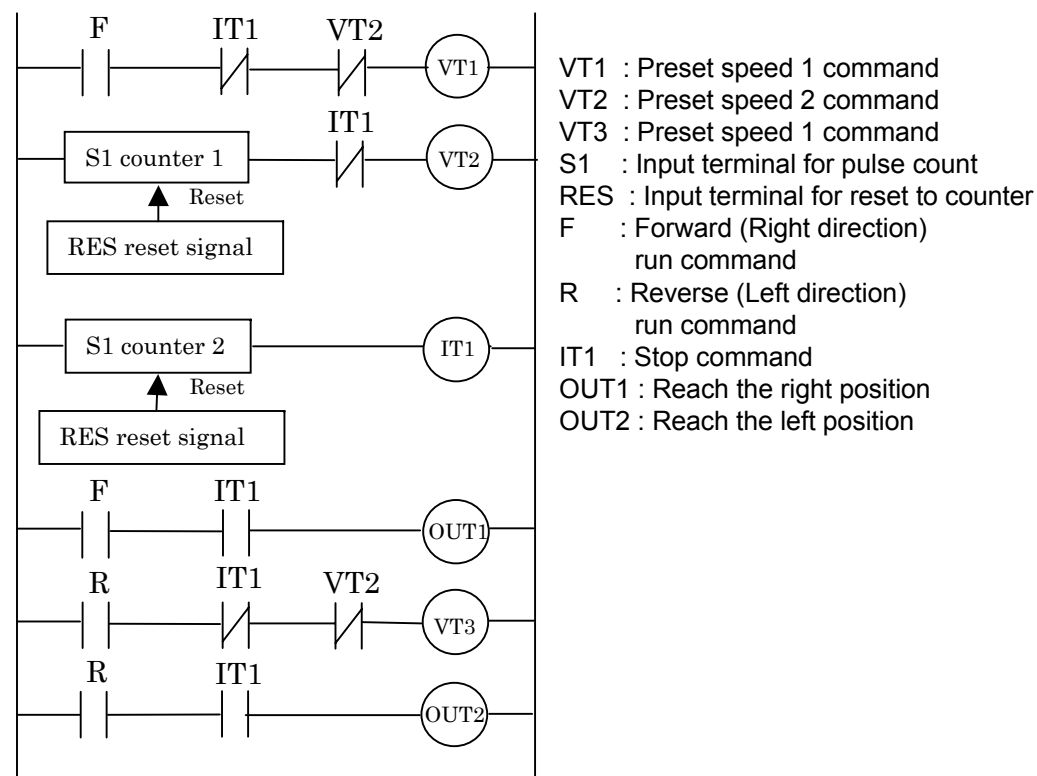 F IT1 VT2
VT1
IT1
S1 counter 1
VT2
Reset
RES reset signal
S1 counter 2
IT1
Reset
RES reset signal
F IT1
OUT1
R IT1 VT2
VT3
R IT1
OUT2
VT1 : Preset speed 1 command
VT2 : Preset speed 2 command
VT3 : Preset speed 1 command
S1 : Input terminal for pulse count
RES : Input terminal for reset to counter
F : Forward (Right direction)
run command
R : Reverse (Left direction)
run command
IT1 : Stop command
OUT1 : Reach the right position
OUT2 : Reach the left position